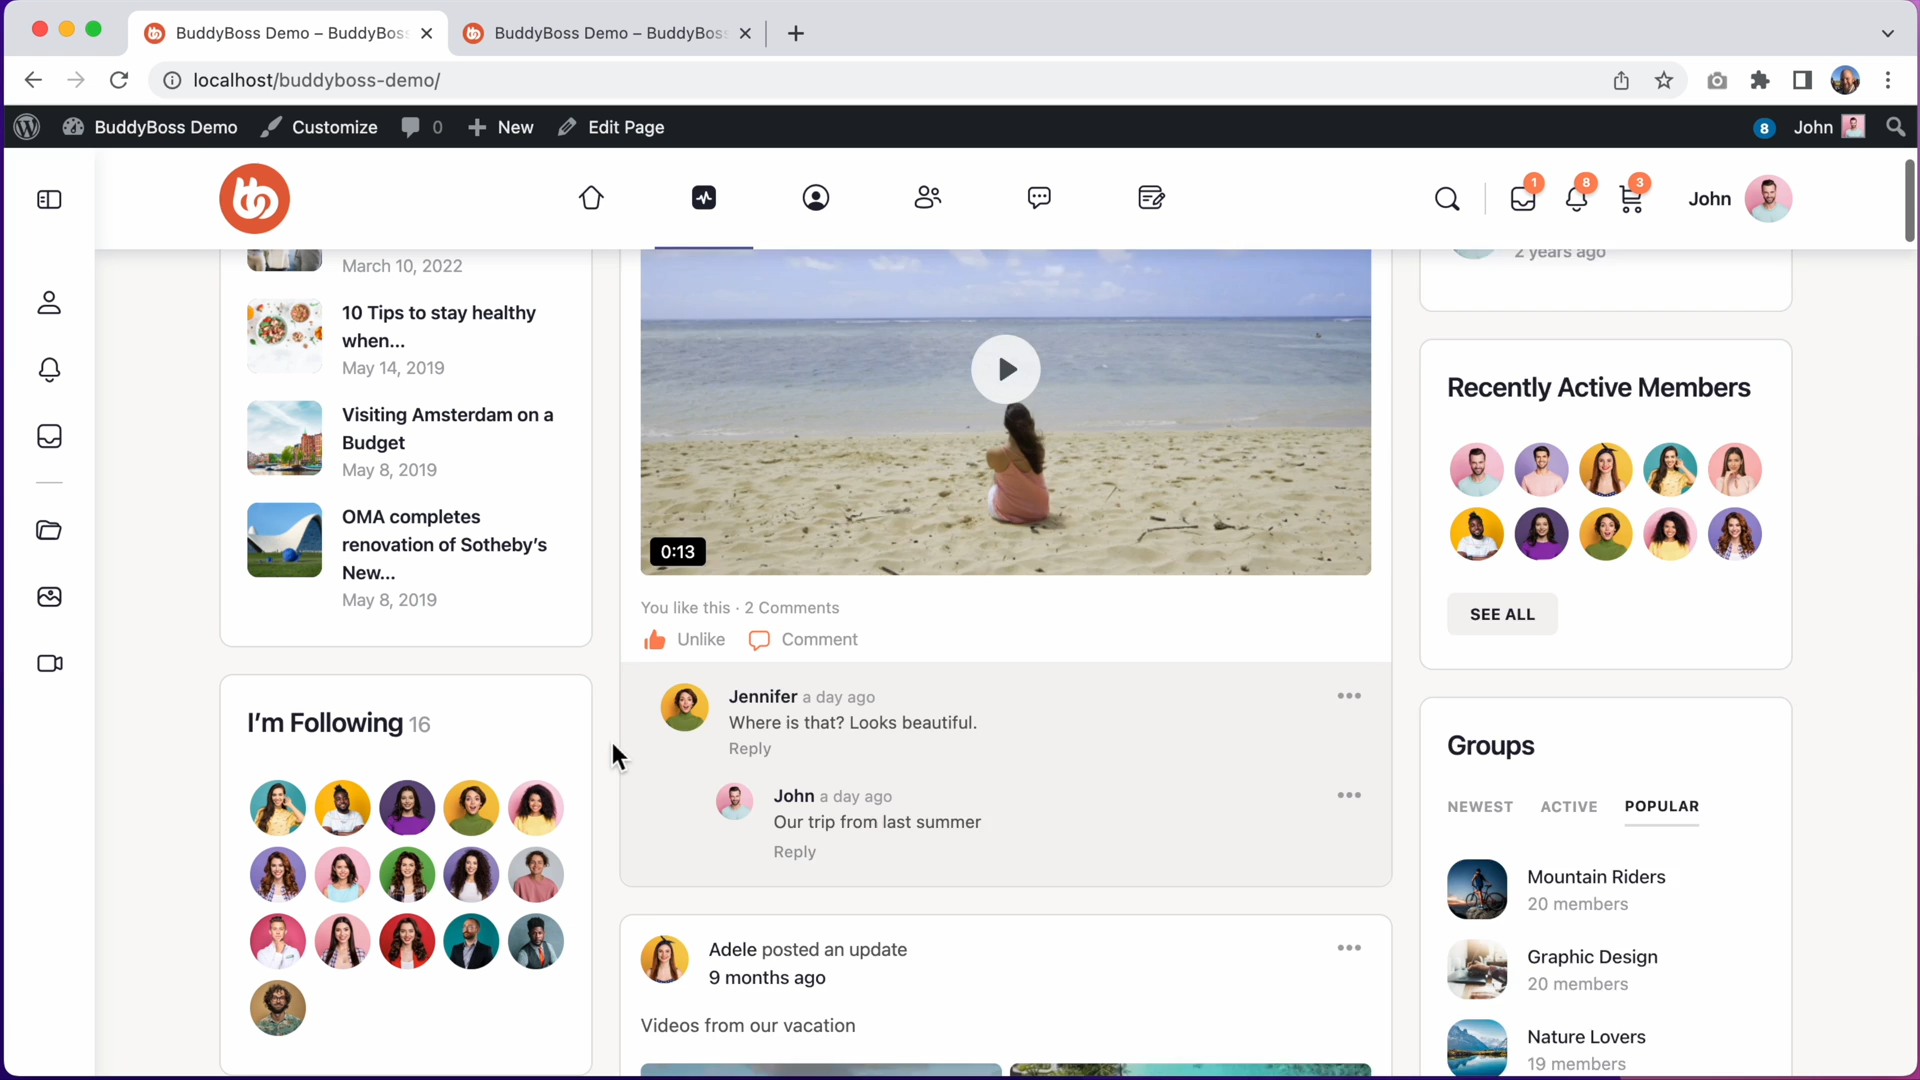 BuddyBoss Demo – BuddyBos
BuddyBoss Demo – BuddyBos
localhost/buddyboss-demo/
BuddyBoss Demo
Customize
0
New
Edit Page
8
John
1
8
3
John
March 10, 2022
10 Tips to stay healthy
when...
May 14, 2019
Visiting Amsterdam on a
Budget
May 8, 2019
OMA completes
renovation of Sotheby's
New...
May 8, 2019
I'm Following 16
0:13
You like this · 2 Comments
Unlike
Comment
Jennifer a day ago
Where is that? Looks beautiful.
Reply
John a day ago
Our trip from last summer
Reply
Adele posted an update
9 months ago
Videos from our vacation
2 years ago
Recently Active Members
SEE ALL
Groups
NEWEST ACTIVE POPULAR
Mountain Riders
20 members
Graphic Design
20 members
Nature Lovers
19 members